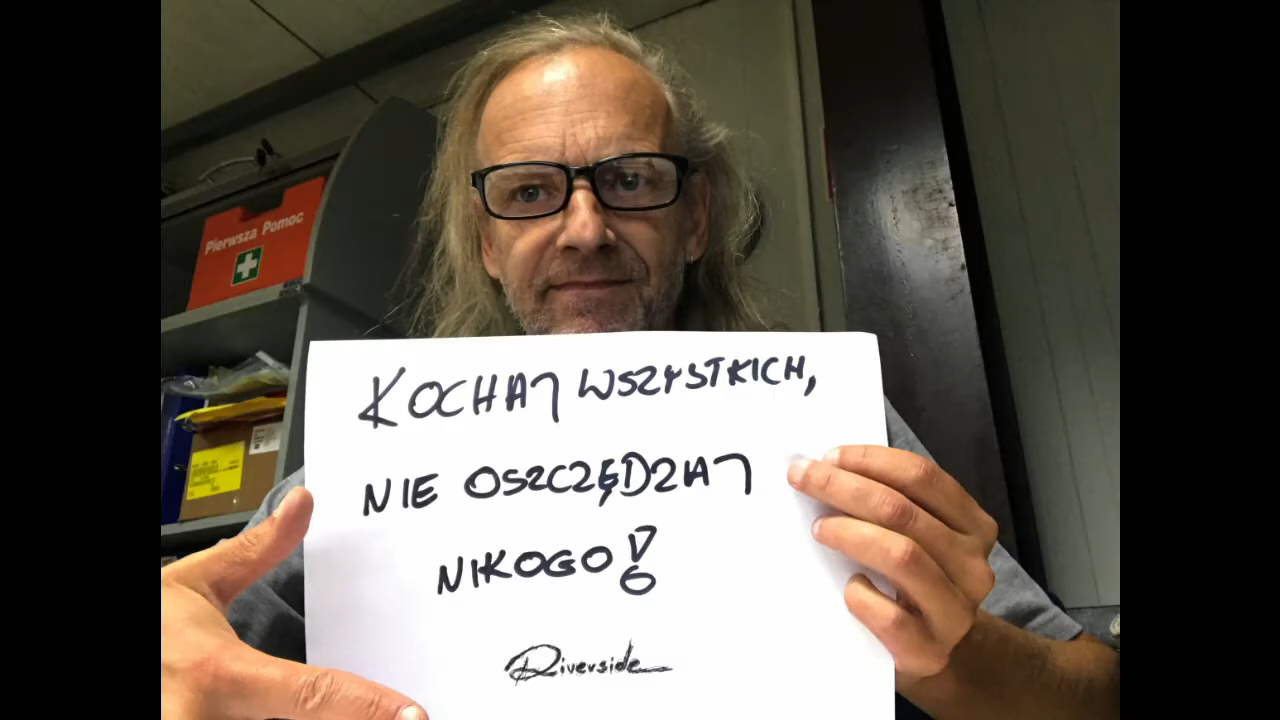 Pierwsza Pomoc
KOCHAJ WSZYSTKICH,
NIE OSZCZĘDZAJ
NIKOGO!
Riverside